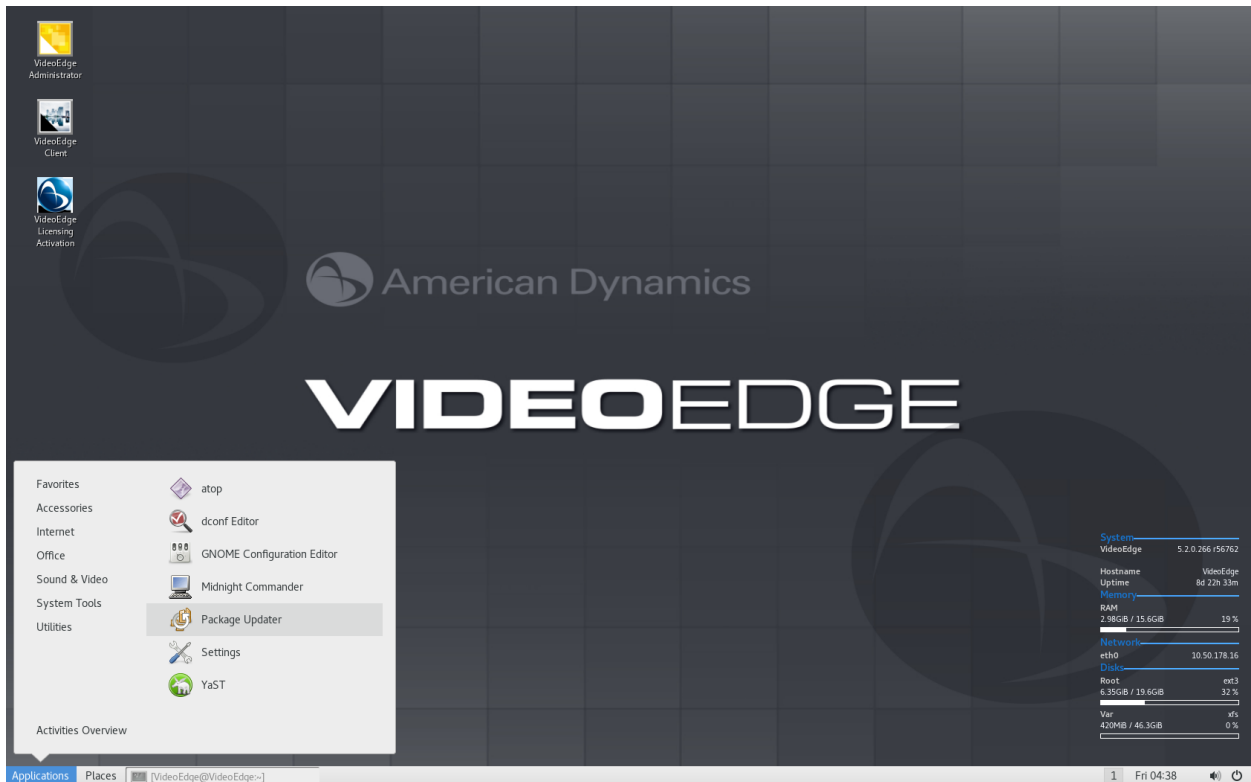 VideoEdge
Administrator
VideoEdge
Client
VideoEdge
Licensing
Activation
American Dynamics
VIDEOEDGE
Favorites
Accessories
Internet
Office
Sound & Video
System Tools
Utilities
Activities Overview
atop
dconf Editor
GNOME Configuration Editor
Midnight Commander
Package Updater
Settings
YaST
System
VideoEdge 5.2.0.266 r56762
Hostname VideoEdge
Uptime 8d 22h 33m
Memory
RAM
2.98GiB / 15.6GiB 19 %
Network
eth0 10.50.178.16
Disks
Root ext3
6.35GiB / 19.6GiB 32 %
Var xfs
420MiB / 46.3GiB 0 %
Applications Places [VideoEdge@VideoEdge:~] 1 Fri 04:38